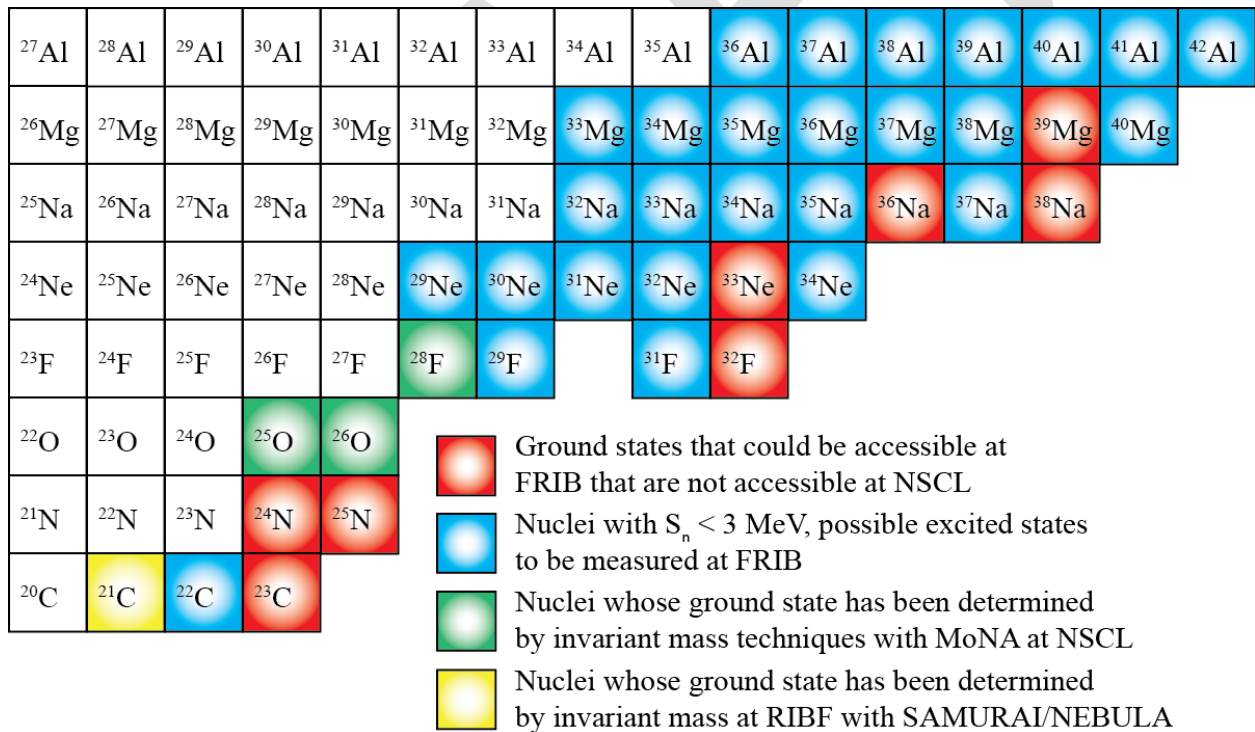 ²⁷Al ²⁸Al ²⁹Al ³⁰Al ³¹Al ³²Al ³³Al ³⁴Al ³⁵Al ³⁶Al ³⁷Al ³⁸Al ³⁹Al ⁴⁰Al ⁴¹Al ⁴²Al
²⁶Mg ²⁷Mg ²⁸Mg ²⁹Mg ³⁰Mg ³¹Mg ³²Mg ³³Mg ³⁴Mg ³⁵Mg ³⁶Mg ³⁷Mg ³⁸Mg ³⁹Mg ⁴⁰Mg
²⁵Na ²⁶Na ²⁷Na ²⁸Na ²⁹Na ³⁰Na ³¹Na ³²Na ³³Na ³⁴Na ³⁵Na ³⁶Na ³⁷Na ³⁸Na
²⁴Ne ²⁵Ne ²⁶Ne ²⁷Ne ²⁸Ne ²⁹Ne ³⁰Ne ³¹Ne ³²Ne ³³Ne ³⁴Ne
²³F ²⁴F ²⁵F ²⁶F ²⁷F ²⁸F ²⁹F ³¹F ³²F
²²O ²³O ²⁴O ²⁵O ²⁶O
²¹N ²²N ²³N ²⁴N ²⁵N
²⁰C ²¹C ²²C ²³C
Ground states that could be accessible at
FRIB that are not accessible at NSCL
Nuclei with Sₙ < 3 MeV, possible excited states
to be measured at FRIB
Nuclei whose ground state has been determined
by invariant mass techniques with MoNA at NSCL
Nuclei whose ground state has been determined
by invariant mass at RIBF with SAMURAI/NEBULA